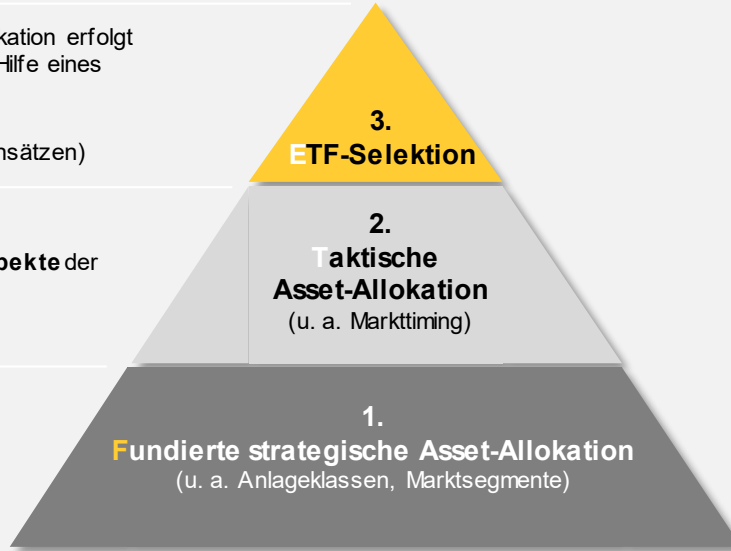 kation erfolgt
Hilfe eines
nsätzen)
pekte der
3.
ETF-Selektion
2.
Taktische
Asset-Allokation
(u. a. Markttiming)
1.
Fundierte strategische Asset-Allokation
(u. a. Anlageklassen, Marktsegmente)